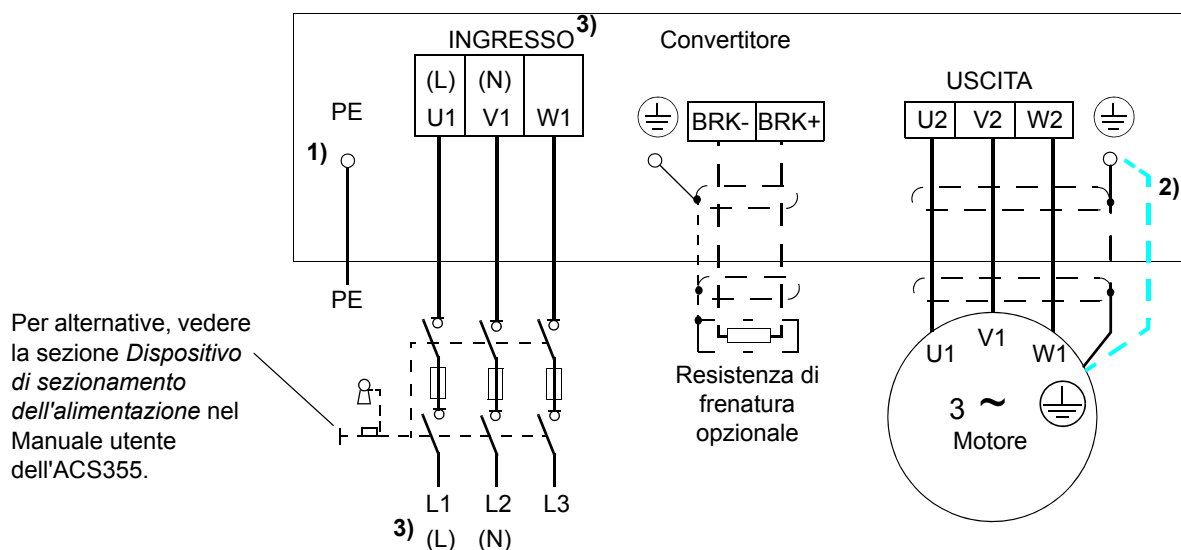 INGRESSO 3)
Convertitore
USCITA
(L) (N)
U1 V1 W1
PE
1)
BRK- BRK+
U2 V2 W2
2)
PE
Per alternative, vedere
la sezione Dispositivo
di sezionamento
dell'alimentazione nel
Manuale utente
dell'ACS355.
Resistenza di
frenatura
opzionale
U1 V1 W1
3 ~
Motore
L1 L2 L3
3) (L) (N)